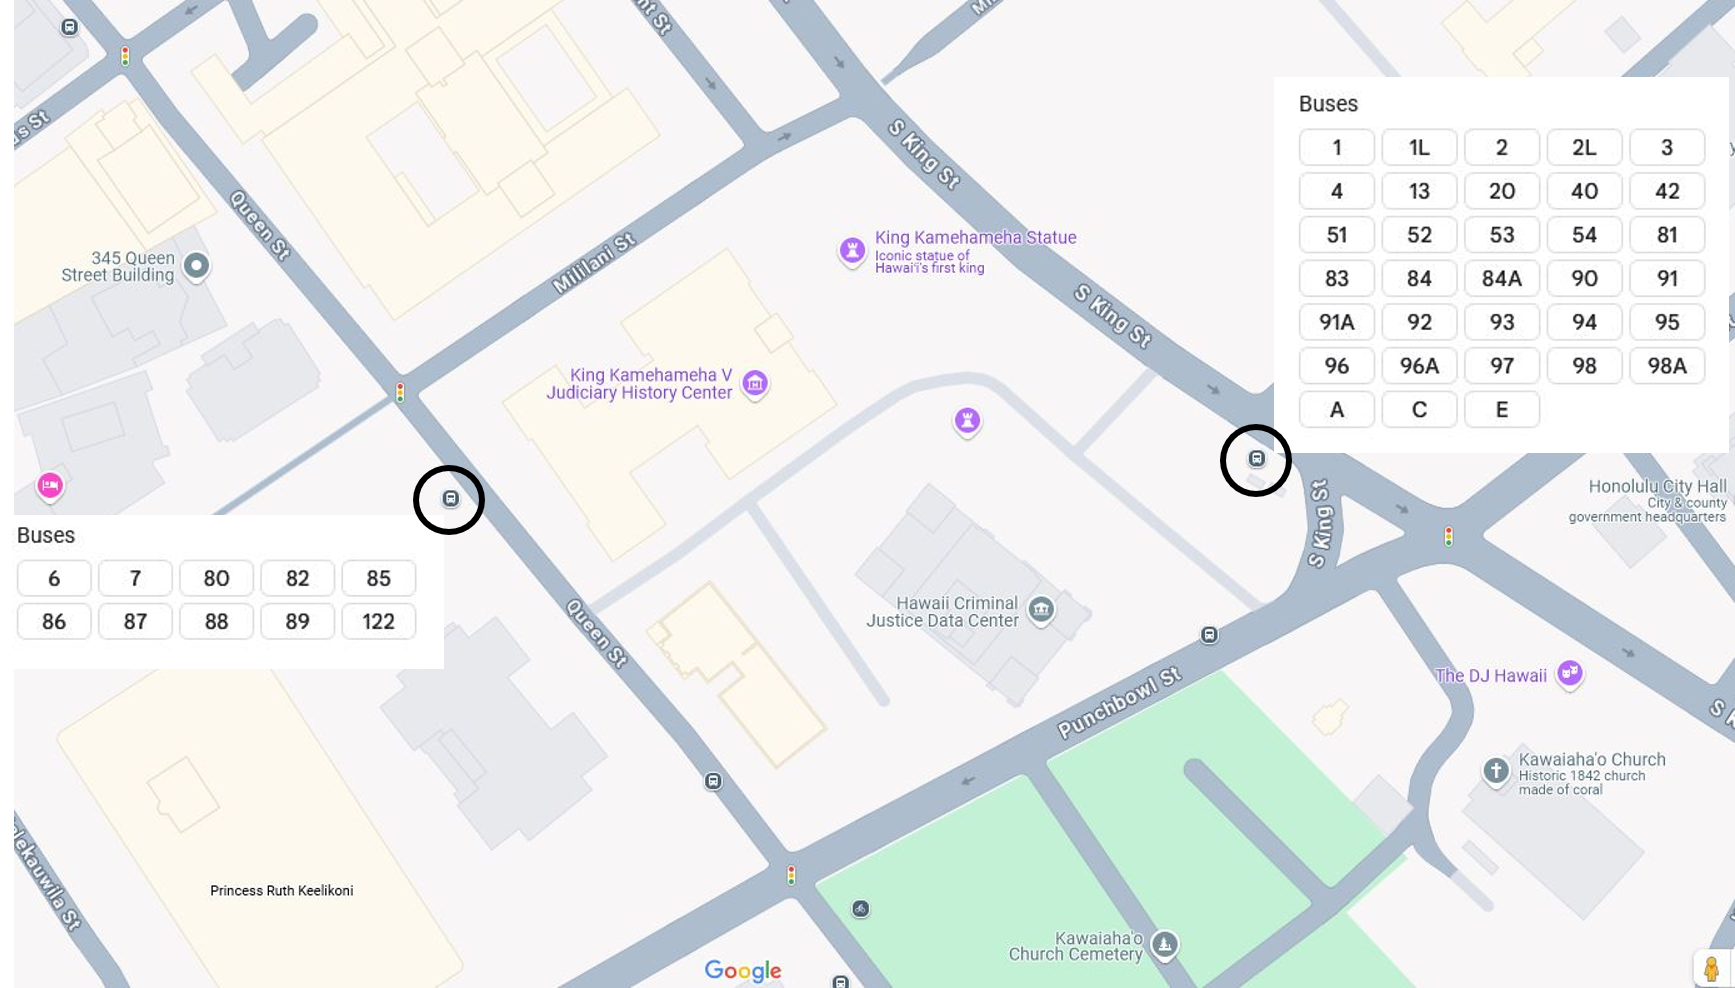 S King St
Queen St
Mililani St
345 Queen
Street Building
King Kamehameha Statue
Iconic statue of
Hawai'i's first king
S King St
King Kamehameha V
Judiciary History Center
Buses
1 1L 2 2L 3
4 13 20 40 42
51 52 53 54 81
83 84 84A 90 91
91A 92 93 94 95
96 96A 97 98 98A
A C E
Honolulu City Hall
City & county
government headquarters
S King St
Buses
6 7 80 82 85
86 87 88 89 122
Queen St
Hawaii Criminal
Justice Data Center
Punchbowl St
The DJ Hawaii
Kawaiaha'o Church
Historic 1842 church
made of coral
Princess Ruth Keelikoni
Kawaiaha'o
Church Cemetery
Google